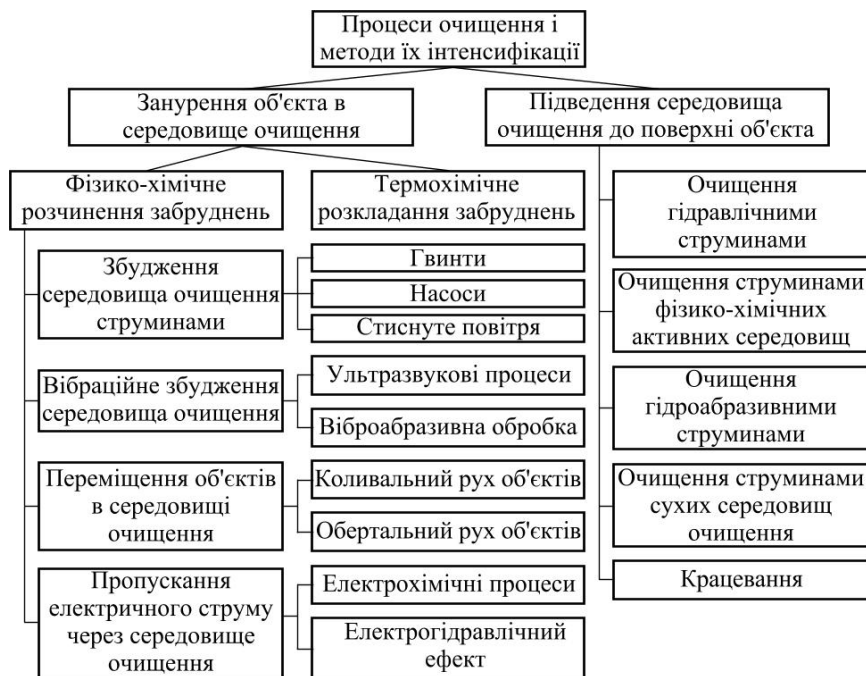 Процеси очищення і
методи їх інтенсифікації
Занурення об'єкта в
середовище очищення
Підведення середовища
очищення до поверхні об'єкта
Фізико-хімічне
розчинення забруднень
Термохімічне
розкладання забруднень
Збудження
середовища очищення
струминами
Гвинти
Насоси
Стиснуте повітря
Вібраційне збудження
середовища очищення
Ультразвукові процеси
Віброабразивна обробка
Переміщення об'єктів
в середовищі
очищення
Коливальний рух об'єктів
Обертальний рух об'єктів
Пропускання
електричного струму
через середовище
очищення
Електрохімічні процеси
Електрогідравлічний
ефект
Очищення
гідравлічними
струминами
Очищення струминами
фізико-хімічних
активних середовищ
Очищення
гідроабразивними
струминами
Очищення струминами
сухих середовищ
очищення
Крацевання